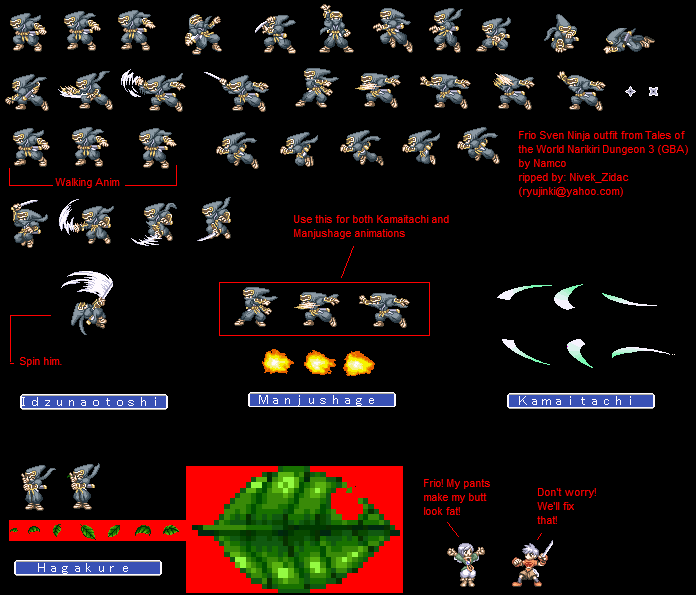 Frio Sven Ninja outfit from Tales of
the World Narikiri Dungeon 3 (GBA)
by Namco
ripped by: Nivek_Zidac
(ryujinki@yahoo.com)
Walking Anim
Use this for both Kamaitachi and
Manjushage animations
Spin him.
Idzunaotoshi
Manjushage
Kamaitachi
Frio! My pants
make my butt
look fat!
Don't worry!
We'll fix
that!
Hagakure